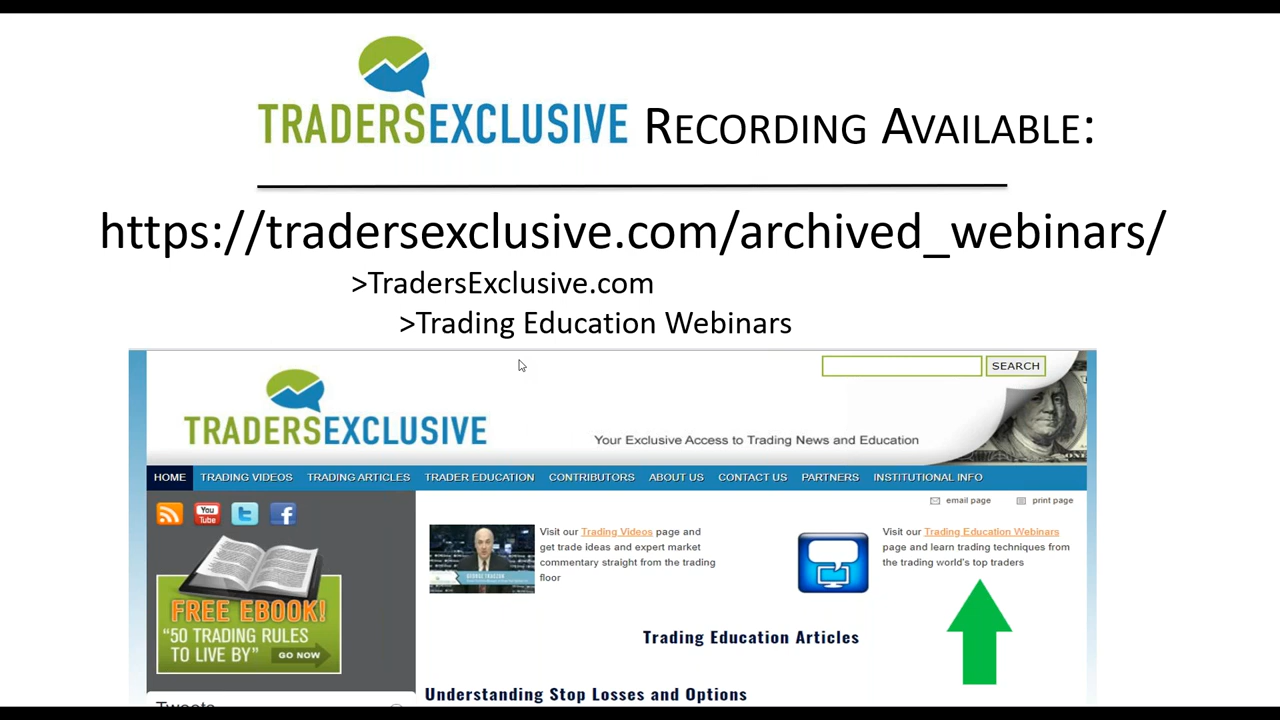 TRADERSEXCLUSIVE RECORDING AVAILABLE:
https://tradersexclusive.com/archived_webinars/
>TradersExclusive.com
>Trading Education Webinars
SEARCH
TRADERSEXCLUSIVE
Your Exclusive Access to Trading News and Education
HOME TRADING VIDEOS TRADING ARTICLES TRADER EDUCATION CONTRIBUTORS ABOUT US CONTACT US PARTNERS INSTITUTIONAL INFO
email page print page
You
Tube
Visit our Trading Videos page and
get trade ideas and expert market
commentary straight from the trading
floor
Visit our Trading Education Webinars
page and learn trading techniques from
the trading world's top traders
FREE EBOOK!
"50 TRADING RULES
TO LIVE BY" GO NOW
Trading Education Articles
Understanding Stop Losses and Options
Tweets